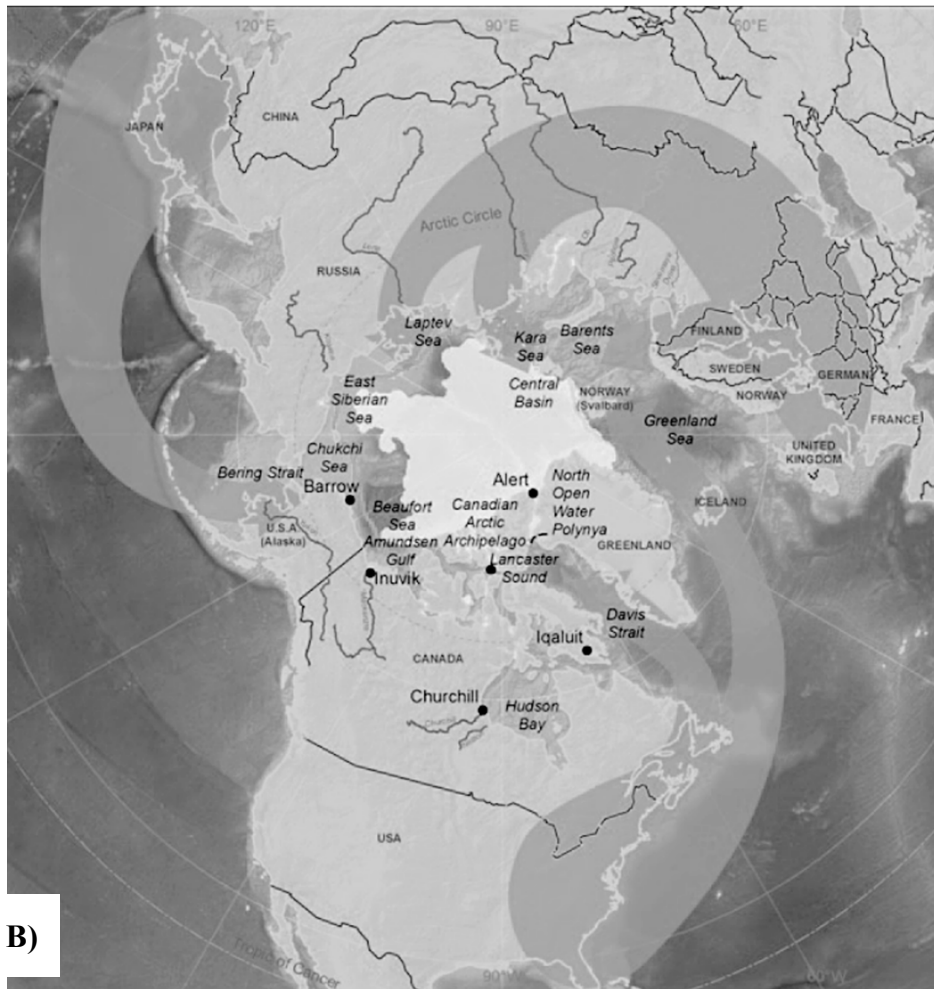 120°E
90°E
60°E
JAPAN
CHINA
Arctic Circle
RUSSIA
Laptev
Sea
Kara
Sea
Barents
Sea
FINLAND
SWEDEN
GERMAN
NORWAY
FRANCE
East
Siberian
Sea
Central
Basin
NORWAY
(Svalbard)
Greenland
Sea
UNITED
KINGDOM
Chukchi
Sea
Bering Strait
Barrow
Alert
North
Open
Water
Polynya
ICELAND
U.S.A
(Alaska)
Beaufort
Sea
Amundsen
Gulf
Canadian
Arctic
Archipelago
GREENLAND
Inuvik
Lancaster
Sound
Davis
Strait
Iqaluit
CANADA
Churchill
Hudson
Bay
Churchill
USA
B)
Tropic of Cancer
90°W
60°W